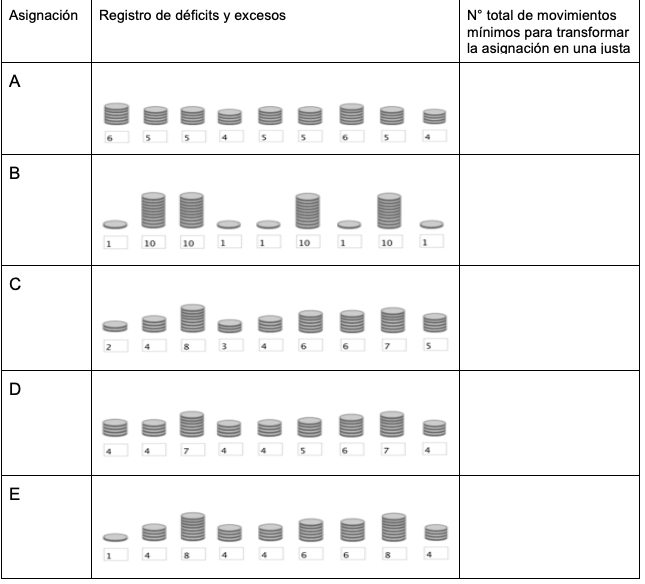 Asignación
Registro de déficits y excesos
N° total de movimientos
mínimos para transformar
la asignación en una justa
A
6 5 5 4 5 5 6 5 4
B
1 10 10 1 1 10 1 10 1
C
2 4 8 3 4 6 6 7 5
D
4 4 7 4 4 5 6 7 4
E
1 4 8 4 4 6 6 8 4